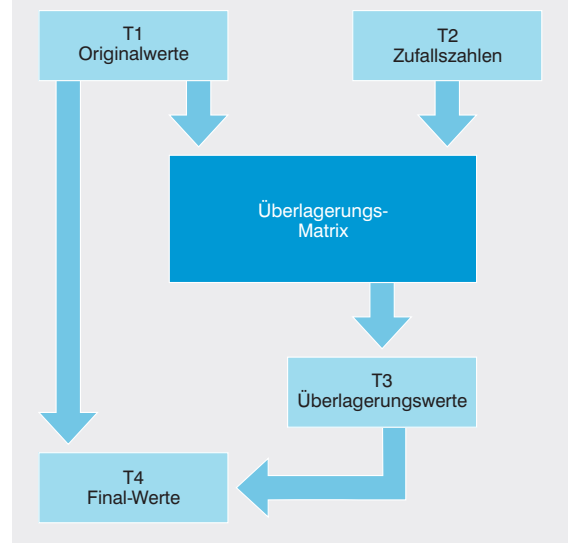 T1
Originalwerte
T2
Zufallszahlen
Überlagerungs-
Matrix
T3
Überlagerungswerte
T4
Final-Werte